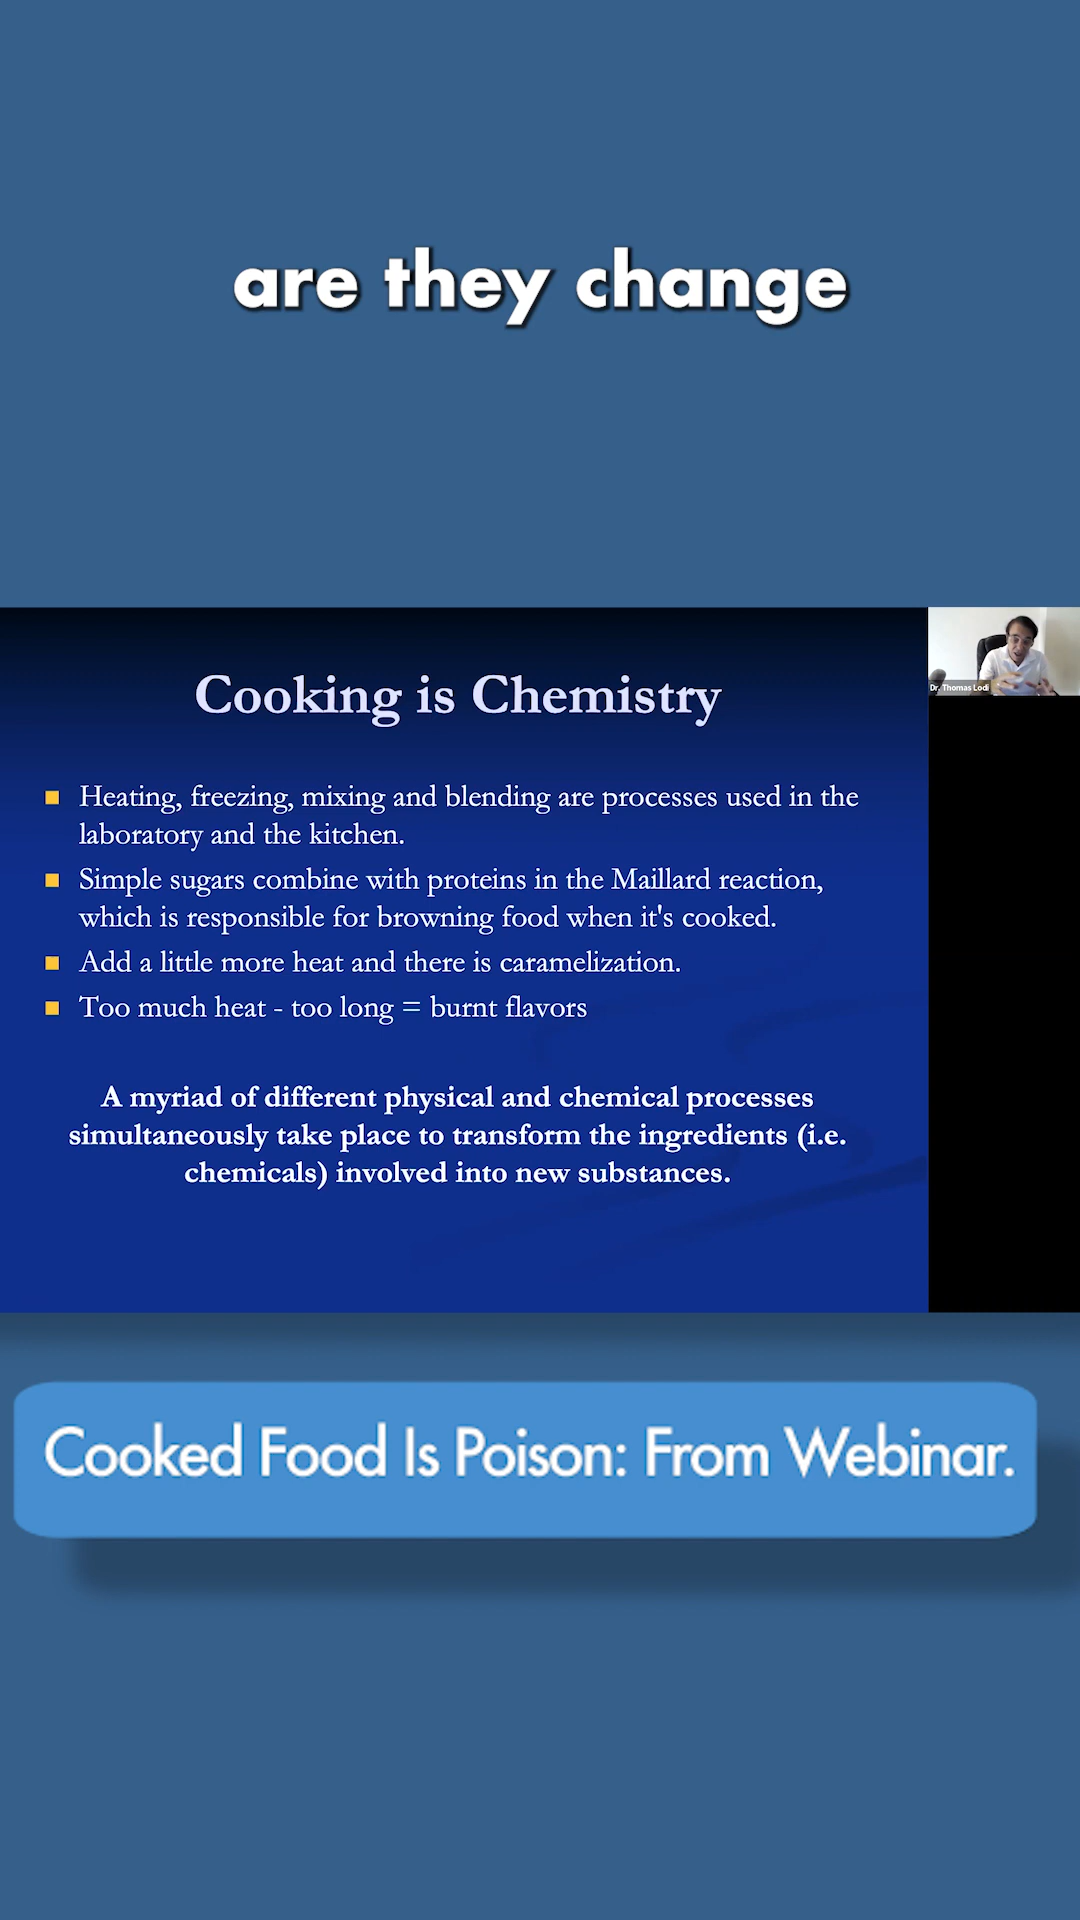 are they change
Cooking is Chemistry
Dr. Thomas Lodi
■ Heating, freezing, mixing and blending are processes used in the
laboratory and the kitchen.
■ Simple sugars combine with proteins in the Maillard reaction,
which is responsible for browning food when it's cooked.
■ Add a little more heat and there is caramelization.
■ Too much heat - too long = burnt flavors
A myriad of different physical and chemical processes
simultaneously take place to transform the ingredients (i.e.
chemicals) involved into new substances.
Cooked Food Is Poison: From Webinar.